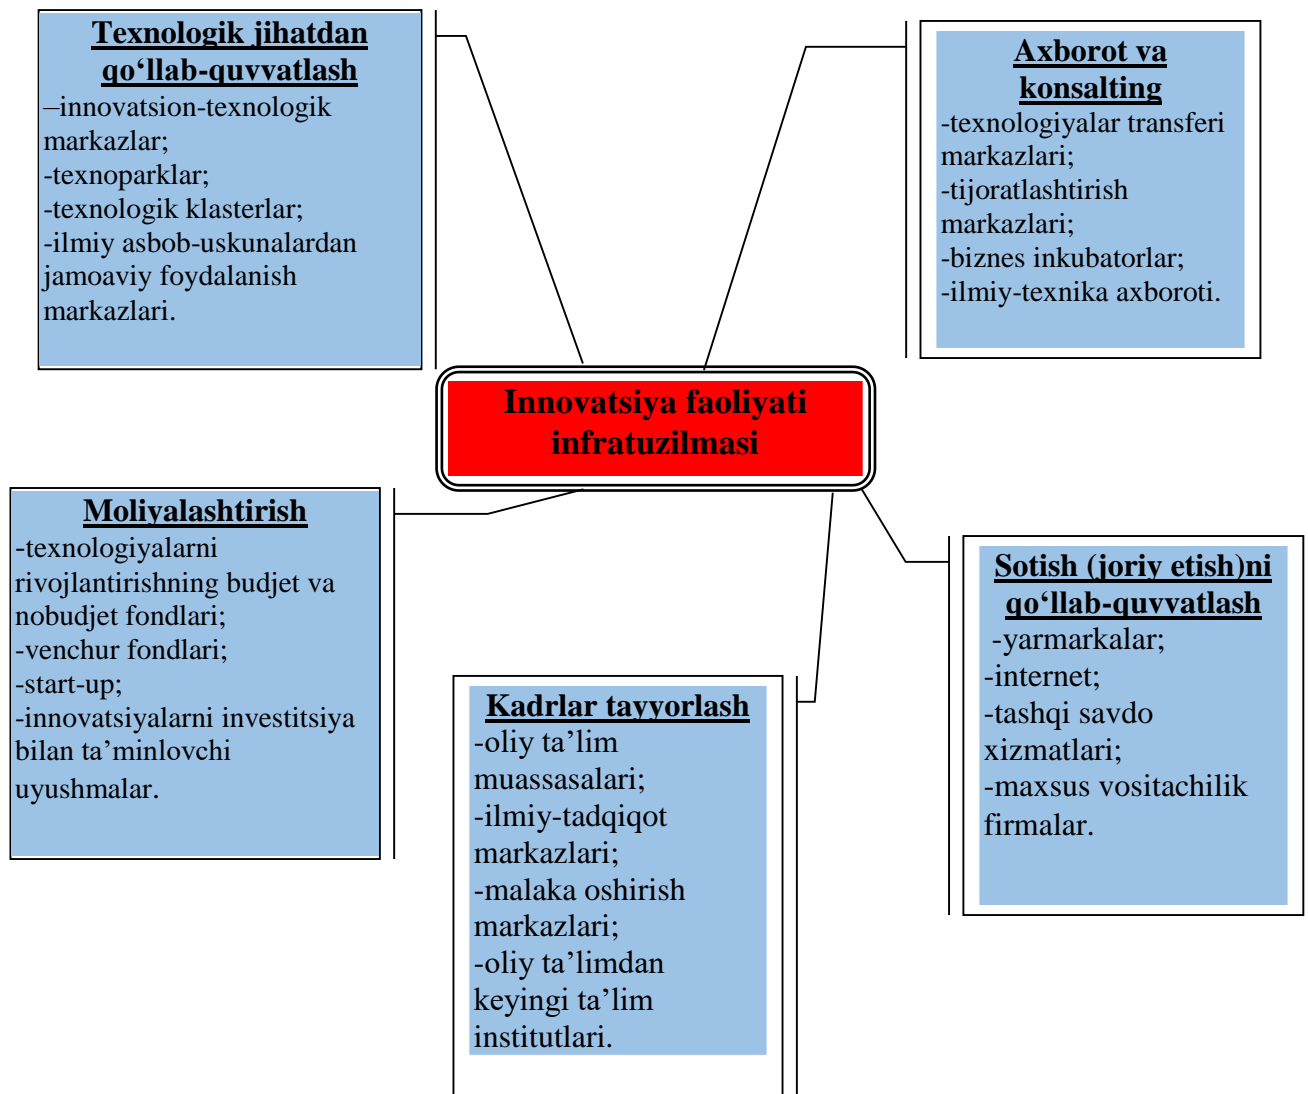 Texnologik jihatdan
qo‘llab-quvvatlash
–innovatsion-texnologik
markazlar;
-texnoparklar;
-texnologik klasterlar;
-ilmiy asbob-uskunalardan
jamoaviy foydalanish
markazlari.
Axborot va
konsalting
-texnologiyalar transferi
markazlari;
-tijoratlashtirish
markazlari;
-biznes inkubatorlar;
-ilmiy-texnika axboroti.
Innovatsiya faoliyati
infratuzilmasi
Moliyalashtirish
-texnologiyalarni
rivojlantirishning budjet va
nobudjet fondlari;
-venchur fondlari;
-start-up;
-innovatsiyalarni investitsiya
bilan ta’minlovchi
uyushmalar.
Kadrlar tayyorlash
-oliy ta’lim
muassasalari;
-ilmiy-tadqiqot
markazlari;
-malaka oshirish
markazlari;
-oliy ta’limdan
keyingi ta’lim
institutlari.
Sotish (joriy etish)ni
qo‘llab-quvvatlash
-yarmarkalar;
-internet;
-tashqi savdo
xizmatlari;
-maxsus vositachilik
firmalar.